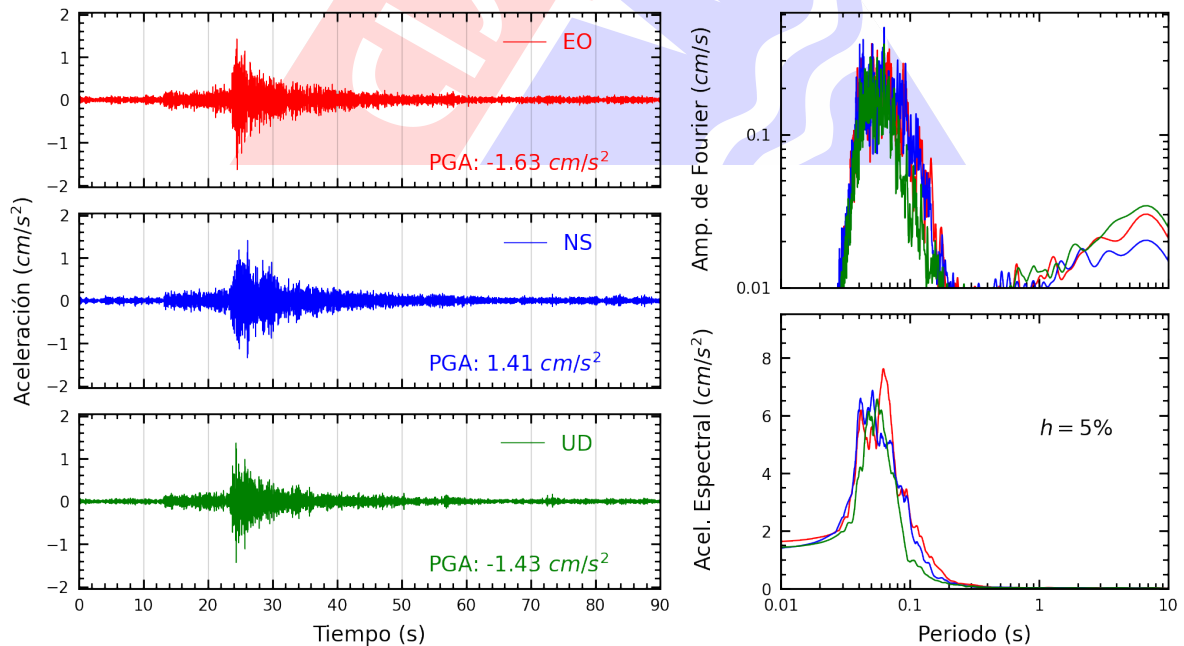 Aceleración (cm/s²)
2
1
0
−1
−2
EO
PGA: -1.63 cm/s²
2
1
0
−1
−2
NS
PGA: 1.41 cm/s²
2
1
0
−1
−2
UD
PGA: -1.43 cm/s²
0 10 20 30 40 50 60 70 80 90
Tiempo (s)
Amp. de Fourier (cm/s)
0.1
0.01
Acel. Espectral (cm/s²)
8
6
4
2
0
h = 5%
0.01 0.1 1 10
Periodo (s)